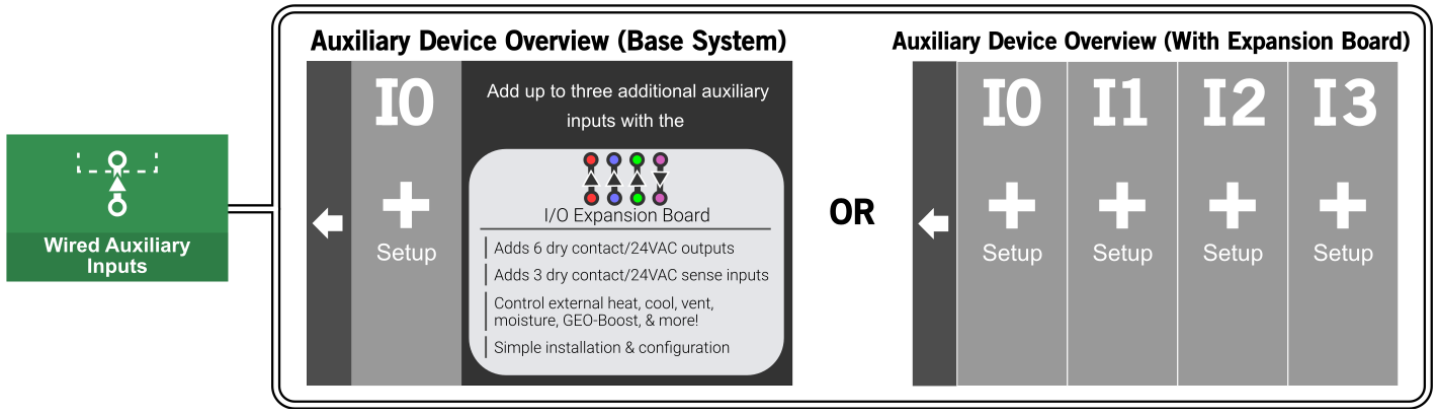 Wired Auxiliary
Inputs
Auxiliary Device Overview (Base System)
I0
Setup
Add up to three additional auxiliary
inputs with the
I/O Expansion Board
Adds 6 dry contact/24VAC outputs
Adds 3 dry contact/24VAC sense inputs
Control external heat, cool, vent,
moisture, GEO-Boost, & more!
Simple installation & configuration
OR
Auxiliary Device Overview (With Expansion Board)
I0 I1 I2 I3
Setup Setup Setup Setup